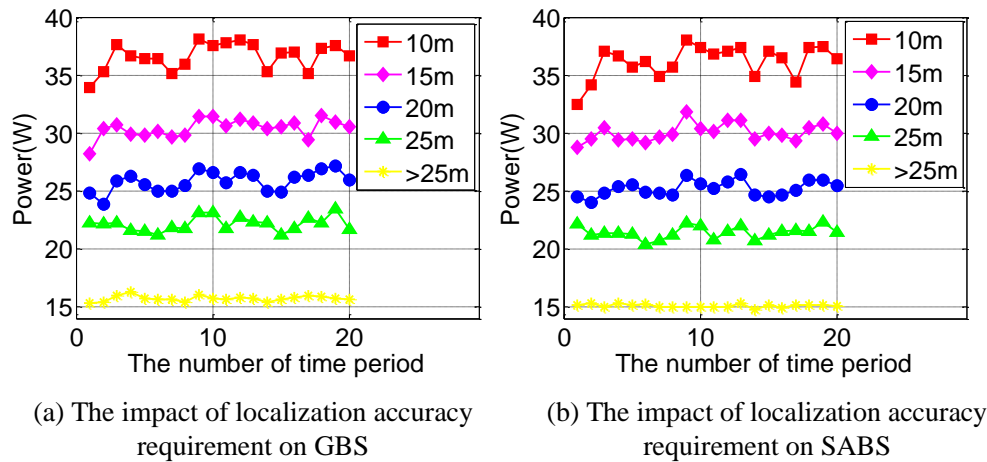 40
35
30
25
20
15
Power(W)
0
10
20
The number of time period
10m
15m
20m
25m
>25m
(a) The impact of localization accuracy
requirement on GBS
40
35
30
25
20
15
Power(W)
0
10
20
The number of time period
10m
15m
20m
25m
>25m
(b) The impact of localization accuracy
requirement on SABS